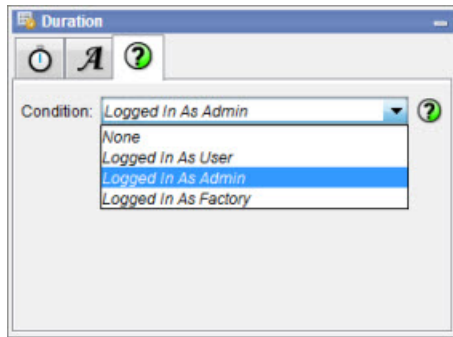 Duration
A
Condition: Logged In As Admin
None
Logged In As User
Logged In As Admin
Logged In As Factory